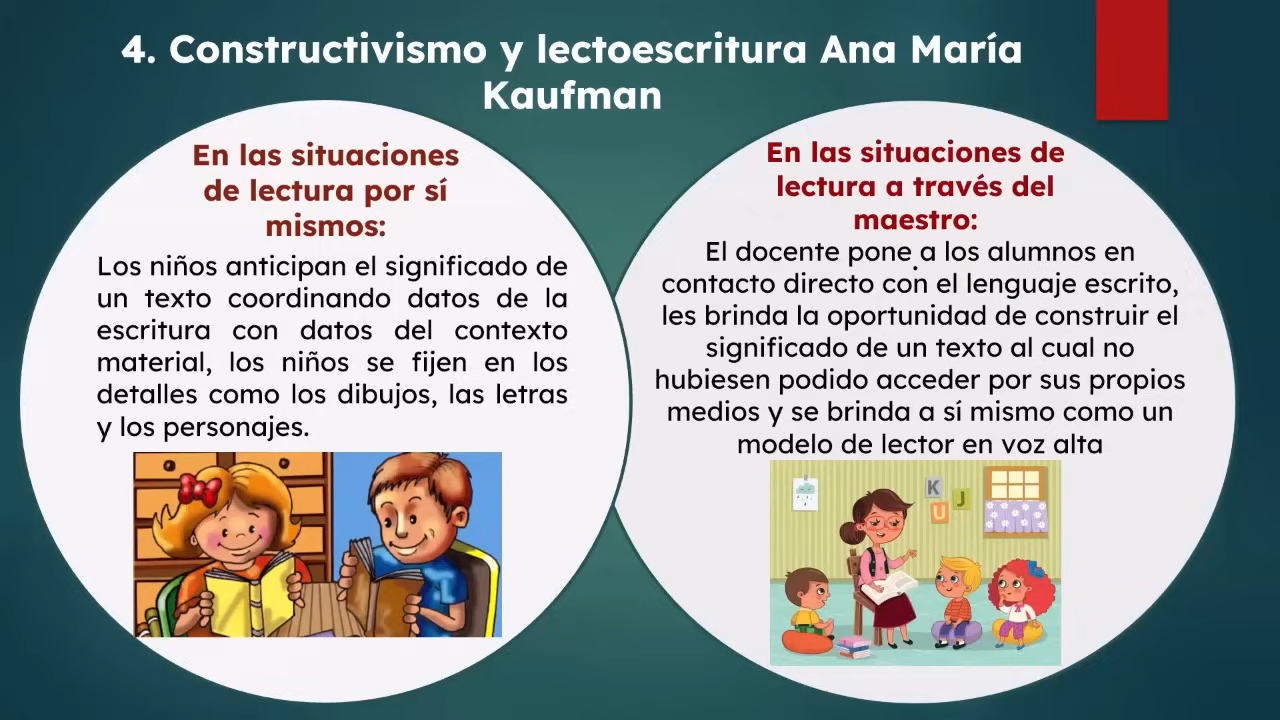 4. Constructivismo y lectoescritura Ana María
Kaufman
En las situaciones
de lectura por sí
mismos:
Los niños anticipan el significado de
un texto coordinando datos de la
escritura con datos del contexto
material, los niños se fijen en los
detalles como los dibujos, las letras
y los personajes.
En las situaciones de
lectura a través del
maestro:
El docente pone a los alumnos en
contacto directo con el lenguaje escrito,
les brinda la oportunidad de construir el
significado de un texto al cual no
hubiesen podido acceder por sus propios
medios y se brinda a sí mismo como un
modelo de lector en voz alta
K
U
J